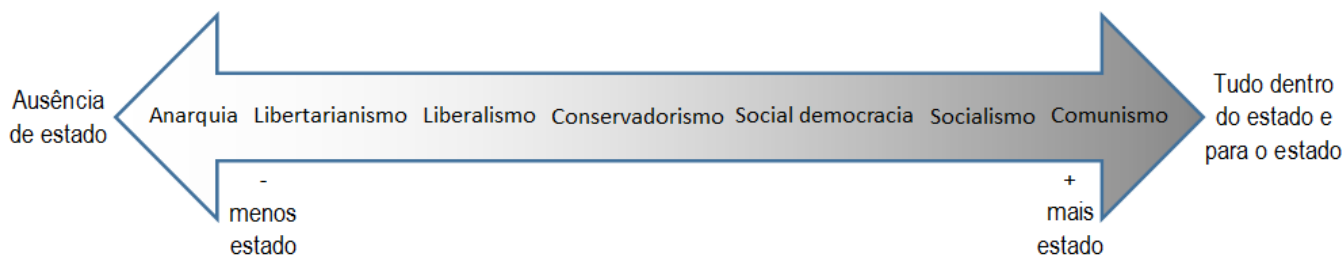 Ausência
de estado
Anarquia Libertarianismo Liberalismo Conservadorismo Social democracia Socialismo Comunismo
Tudo dentro
do estado e
para o estado
-
menos
estado
+
mais
estado